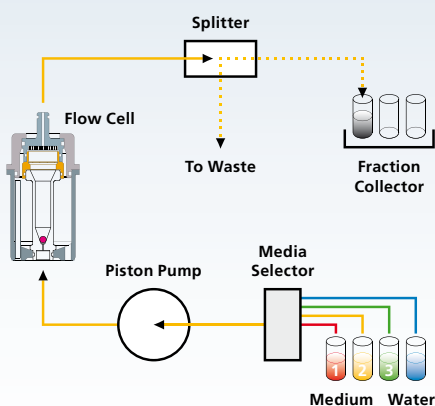 Splitter
Flow Cell
To Waste
Fraction
Collector
Piston Pump
Media
Selector
1 2 3
Medium Water